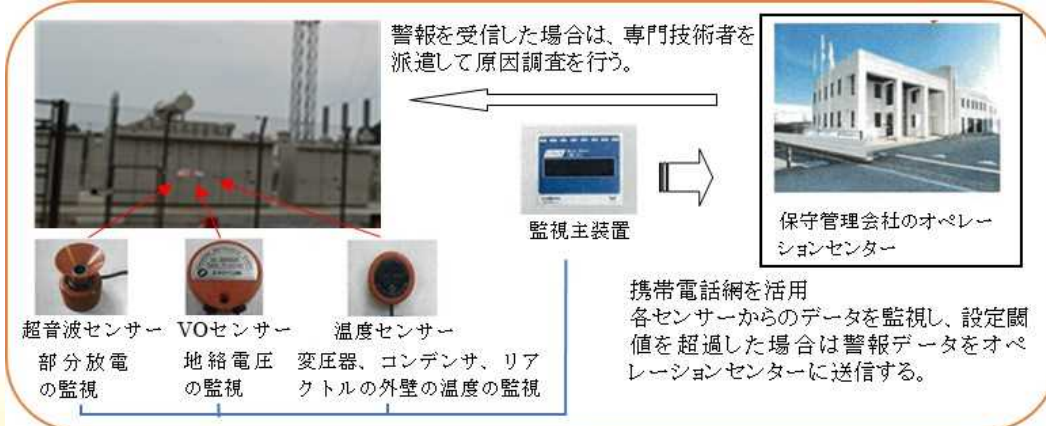 警報を受信した場合は、専門技術者を
派遣して原因調査を行う。
監視主装置
保守管理会社のオペレー
ションセンター
超音波センサー
部分放電
の監視
VOセンサー
地絡電圧
の監視
温度センサー
変圧器、コンデンサ、リア
クトルの外壁の温度の監視
携帯電話網を活用
各センサーからのデータを監視し、設定閾
値を超過した場合は警報データをオペ
レーションセンターに送信する。